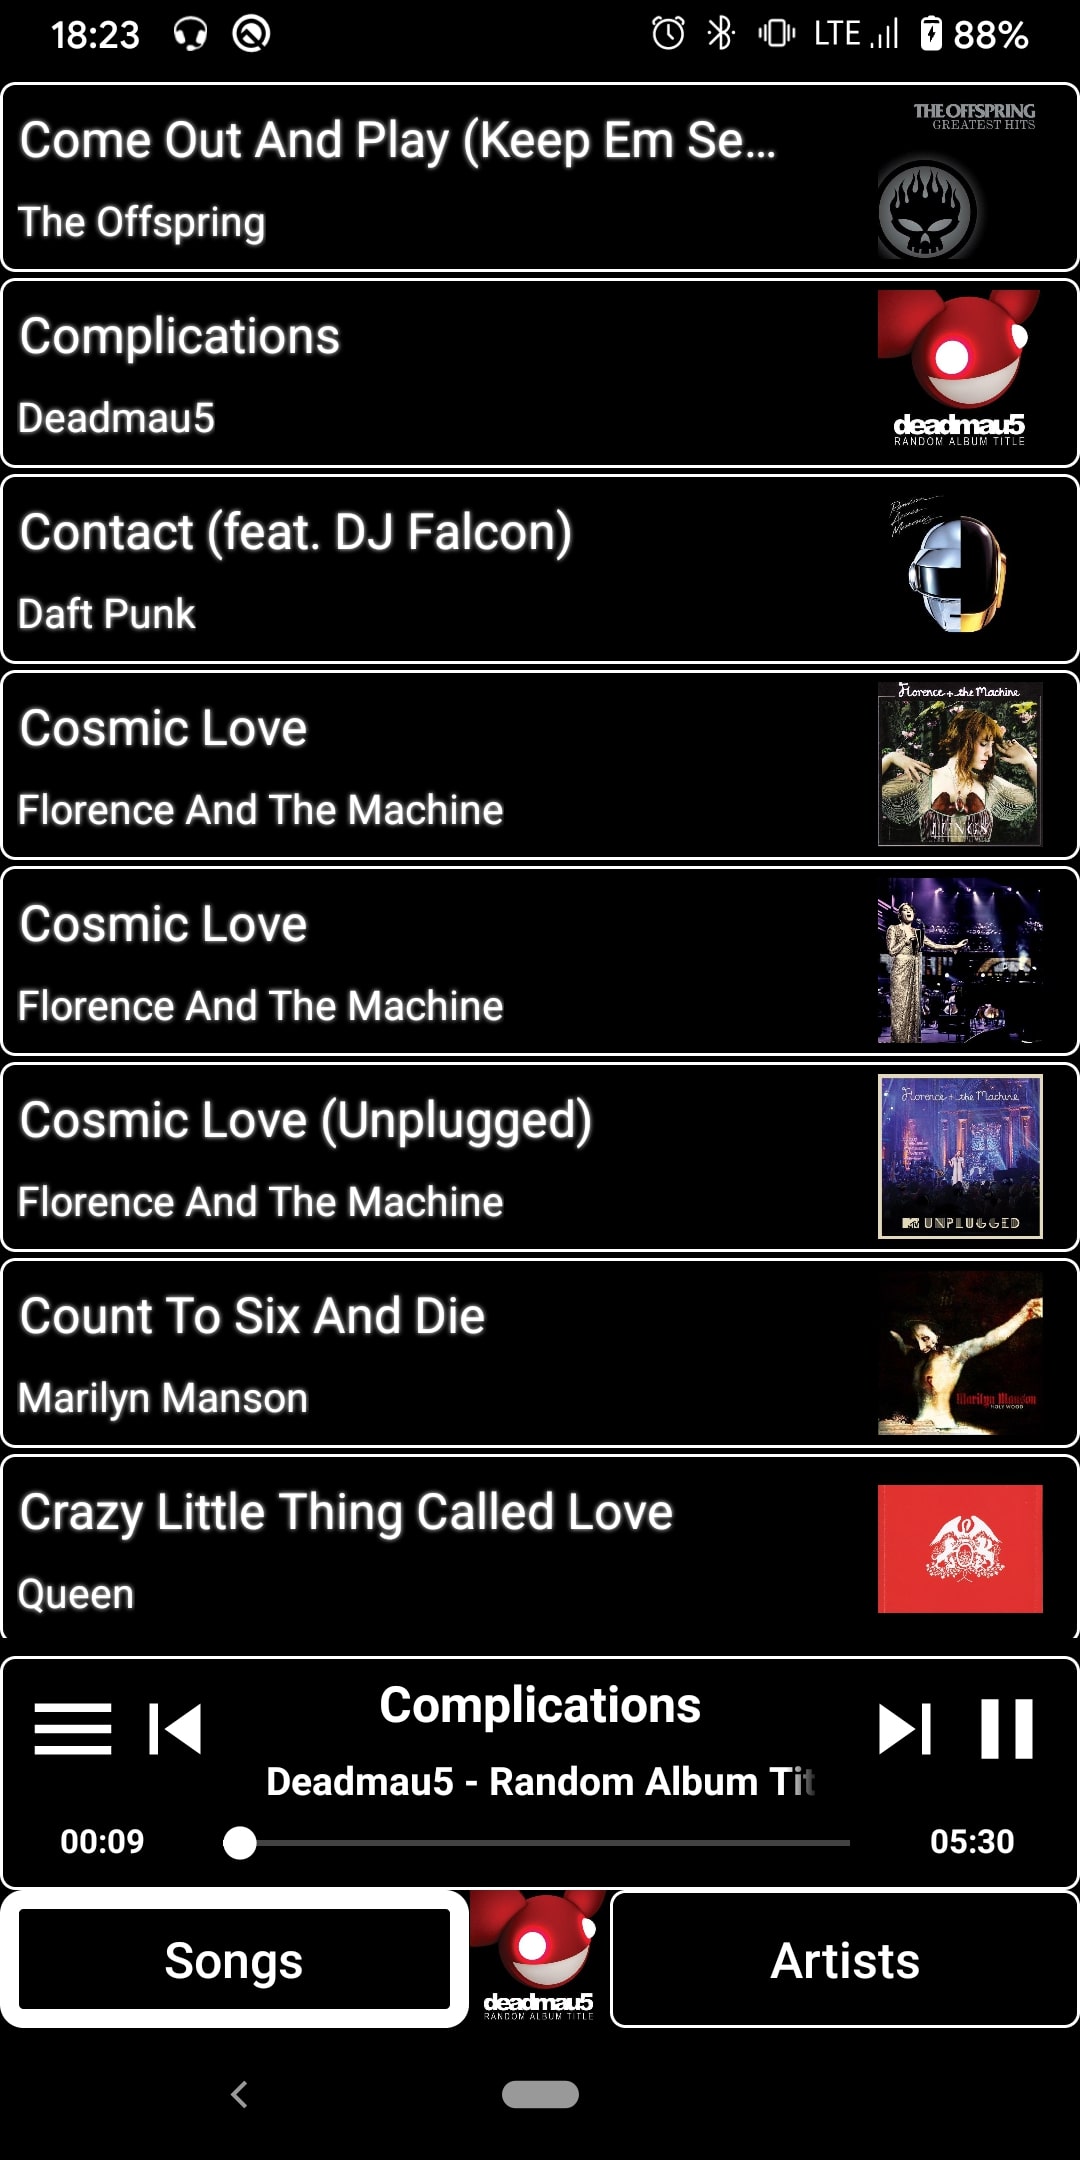 18:23
LTE
88%
Come Out And Play (Keep Em Se...
The Offspring
THE OFFSPRING
GREATEST HITS
Complications
Deadmau5
deadmau5
RANDOM ALBUM TITLE
Contact (feat. DJ Falcon)
Daft Punk
Random
Access
Memories
Cosmic Love
Florence And The Machine
Florence + the Machine
LUNGS
Cosmic Love
Florence And The Machine
Cosmic Love (Unplugged)
Florence And The Machine
Florence + the Machine
MTV UNPLUGGED
Count To Six And Die
Marilyn Manson
Marilyn Manson
HOLY WOOD
Crazy Little Thing Called Love
Queen
Complications
Deadmau5 - Random Album Tit
00:09
05:30
Songs
deadmau5
RANDOM ALBUM TITLE
Artists